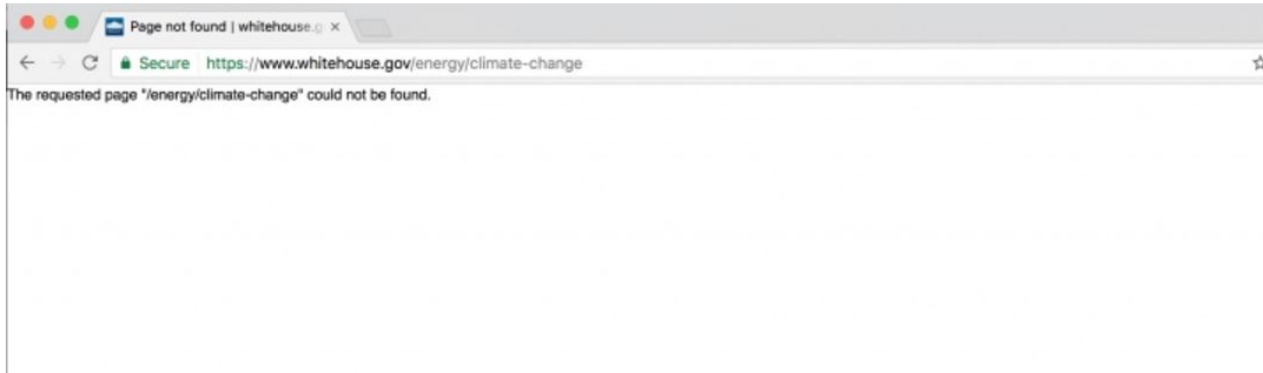 Page not found | whitehouse.g
Secure https://www.whitehouse.gov/energy/climate-change
The requested page "/energy/climate-change" could not be found.